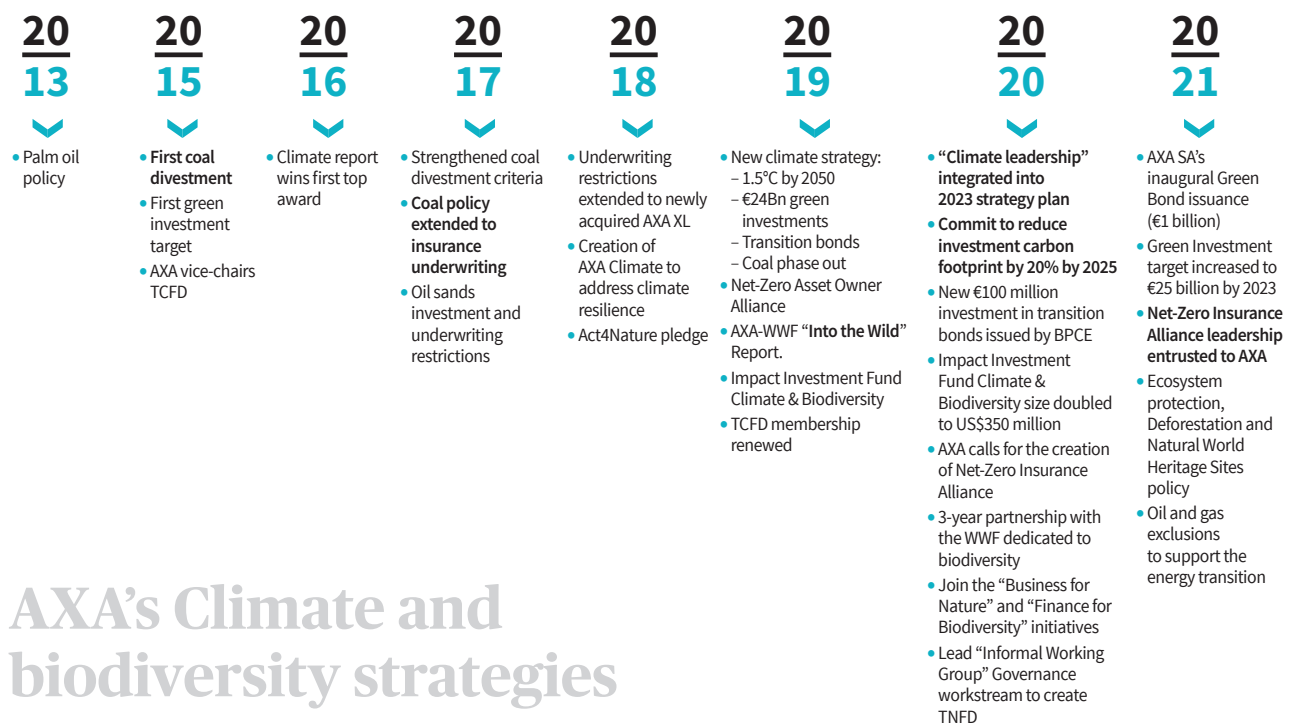 20
13
• Palm oil
policy
20
15
• First coal
divestment
• First green
investment
target
• AXA vice-chairs
TCFD
20
16
• Climate report
wins first top
award
20
17
• Strengthened coal
divestment criteria
• Coal policy
extended to
insurance
underwriting
• Oil sands
investment and
underwriting
restrictions
20
18
• Underwriting
restrictions
extended to newly
acquired AXA XL
• Creation of
AXA Climate to
address climate
resilience
• Act4Nature pledge
20
19
• New climate strategy:
– 1.5°C by 2050
– €24Bn green
investments
– Transition bonds
– Coal phase out
• Net-Zero Asset Owner
Alliance
• AXA-WWF “Into the Wild”
Report.
• Impact Investment Fund
Climate & Biodiversity
• TCFD membership
renewed
20
20
• “Climate leadership”
integrated into
2023 strategy plan
• Commit to reduce
investment carbon
footprint by 20% by 2025
• New €100 million
investment in transition
bonds issued by BPCE
• Impact Investment
Fund Climate &
Biodiversity size doubled
to US$350 million
• AXA calls for the creation
of Net-Zero Insurance
Alliance
• 3-year partnership with
the WWF dedicated to
biodiversity
• Join the “Business for
Nature” and “Finance for
Biodiversity” initiatives
• Lead “Informal Working
Group” Governance
workstream to create
TNFD
20
21
• AXA SA’s
inaugural Green
Bond issuance
(€1 billion)
• Green Investment
target increased to
€25 billion by 2023
• Net-Zero Insurance
Alliance leadership
entrusted to AXA
• Ecosystem
protection,
Deforestation and
Natural World
Heritage Sites
policy
• Oil and gas
exclusions
to support the
energy transition
AXA’s Climate and
biodiversity strategies